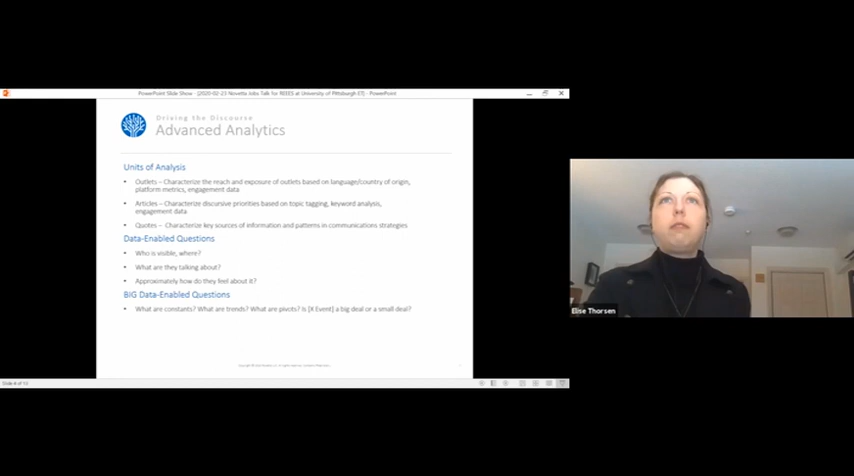 PowerPoint Slide Show - [2020-02-23 Novetta Jobs Talk for REEES at University of Pittsburgh ET] - PowerPoint
Driving the Discourse
Advanced Analytics
Units of Analysis
• Outlets – Characterize the reach and exposure of outlets based on language/country of origin,
platform metrics, engagement data
• Articles – Characterize discursive priorities based on topic tagging, keyword analysis,
engagement data
• Quotes – Characterize key sources of information and patterns in communications strategies
Data-Enabled Questions
• Who is visible, where?
• What are they talking about?
• Approximately how do they feel about it?
BIG Data-Enabled Questions
• What are constants? What are trends? What are pivots? Is [X Event] a big deal or a small deal?
Elise Thorsen